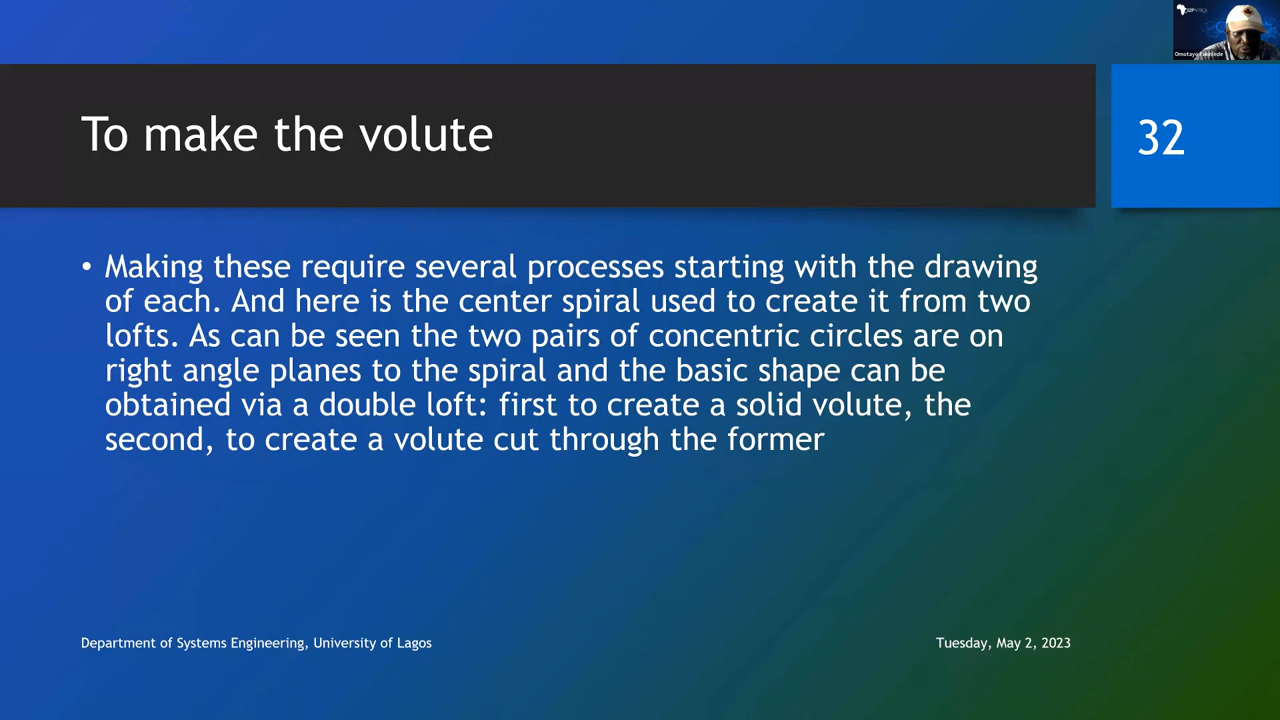 To make the volute
32
• Making these require several processes starting with the drawing
of each. And here is the center spiral used to create it from two
lofts. As can be seen the two pairs of concentric circles are on
right angle planes to the spiral and the basic shape can be
obtained via a double loft: first to create a solid volute, the
second, to create a volute cut through the former
Department of Systems Engineering, University of Lagos
Tuesday, May 2, 2023
Omotayo